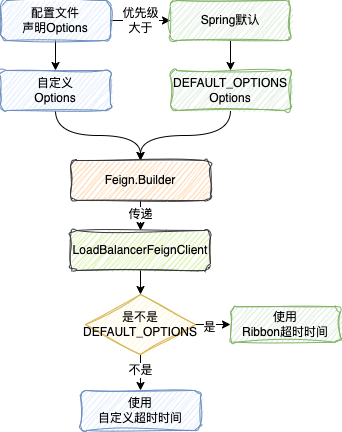 配置文件
声明Options
优先级
大于
Spring默认
自定义
Options
DEFAULT_OPTIONS
Options
Feign.Builder
传递
LoadBalancerFeignClient
是不是
DEFAULT_OPTIONS
是
使用
Ribbon超时时间
不是
使用
自定义超时时间